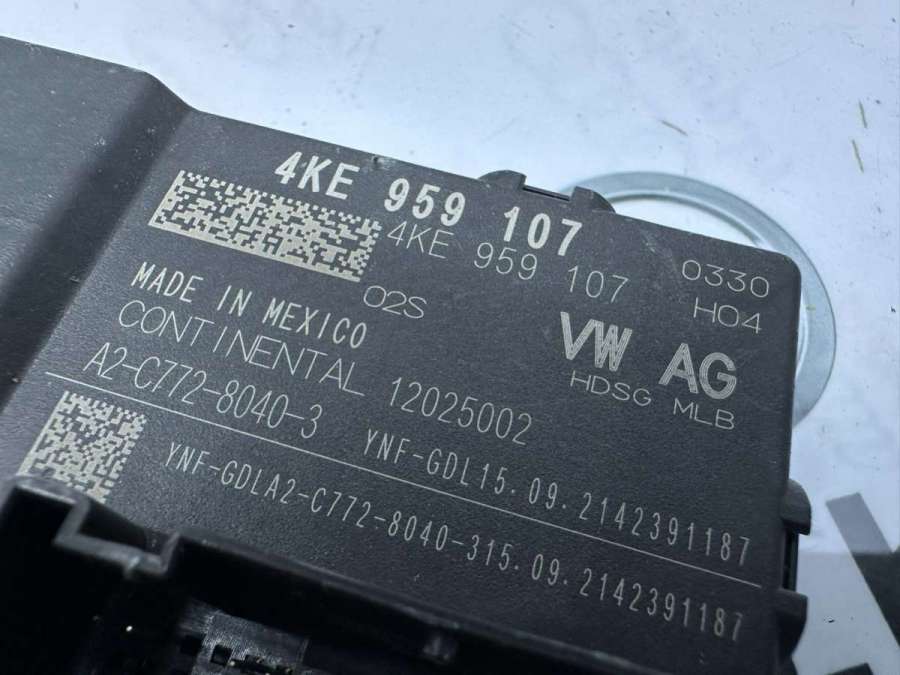 4KE 959 107
4KE 959 107
0330
02S
H04
MADE IN MEXICO
VW AG
CONTINENTAL 12025002
HDSG MLB
A2-C772-8040-3 YNF-GDL15.09.2142391187
YNF-GDLA2-C772-8040-315.09.2142391187